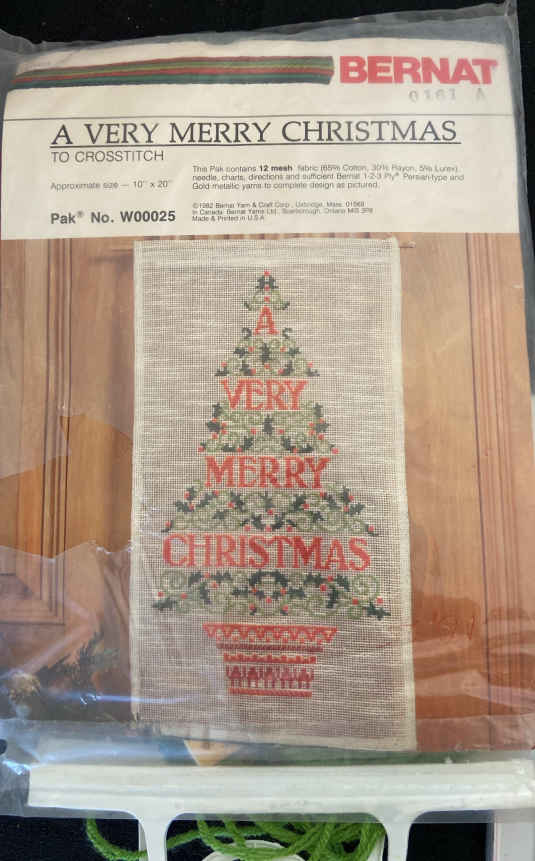 BERNAT
0161 A
A VERY MERRY CHRISTMAS
TO CROSSTITCH
This Pak contains 12 mesh fabric (65% Cotton, 30% Rayon, 5% Lurex),
needle, charts, directions and sufficient Bernat 1-2-3 Ply® Persian-type and
Gold metallic yarns to complete design as pictured.
Approximate size — 10" x 20"
©1982 Bernat Yarn & Craft Corp., Uxbridge, Mass. 01569
In Canada: Bernat Yarns Ltd., Scarborough, Ontario
Made & Printed in U.S.A.
Pak® No. W00025
A
VERY
MERRY
CHRISTMAS